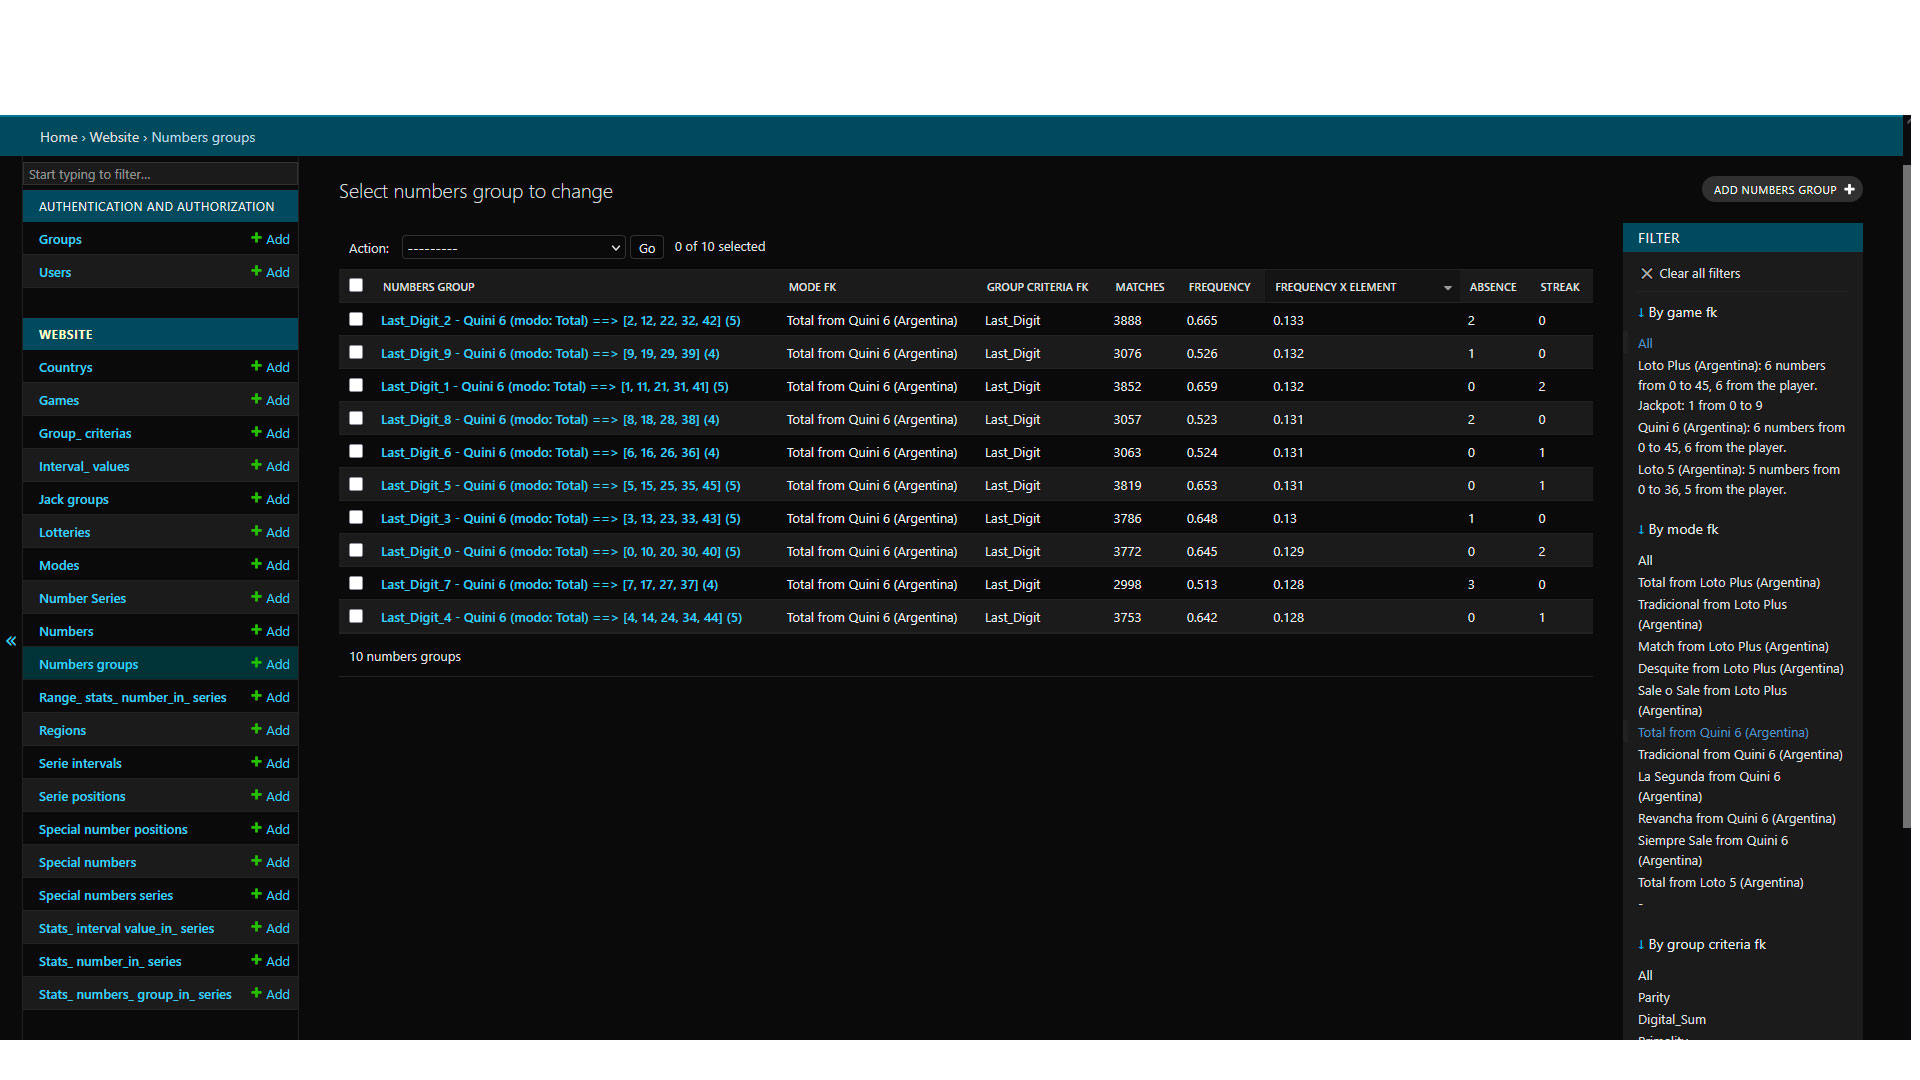 Home › Website › Numbers groups
Start typing to filter...
AUTHENTICATION AND AUTHORIZATION
Groups Add
Users Add
WEBSITE
Countrys Add
Games Add
Group_ criterias Add
Interval_ values Add
Jack groups Add
Lotteries Add
Modes Add
Number Series Add
Numbers Add
Numbers groups Add
Range_ stats_ number_in_ series Add
Regions Add
Serie intervals Add
Serie positions Add
Special number positions Add
Special numbers Add
Special numbers series Add
Stats_ interval value_in_ series Add
Stats_ number_in_ series Add
Stats_ numbers_ group_in_ series Add
«
Select numbers group to change
ADD NUMBERS GROUP +
Action: --------- Go 0 of 10 selected
NUMBERS GROUP MODE FK GROUP CRITERIA FK MATCHES FREQUENCY FREQUENCY X ELEMENT ABSENCE STREAK
Last_Digit_2 - Quini 6 (modo: Total) ==> [2, 12, 22, 32, 42] (5) Total from Quini 6 (Argentina) Last_Digit 3888 0.665 0.133 2 0
Last_Digit_9 - Quini 6 (modo: Total) ==> [9, 19, 29, 39] (4) Total from Quini 6 (Argentina) Last_Digit 3076 0.526 0.132 1 0
Last_Digit_1 - Quini 6 (modo: Total) ==> [1, 11, 21, 31, 41] (5) Total from Quini 6 (Argentina) Last_Digit 3852 0.659 0.132 0 2
Last_Digit_8 - Quini 6 (modo: Total) ==> [8, 18, 28, 38] (4) Total from Quini 6 (Argentina) Last_Digit 3057 0.523 0.131 2 0
Last_Digit_6 - Quini 6 (modo: Total) ==> [6, 16, 26, 36] (4) Total from Quini 6 (Argentina) Last_Digit 3063 0.524 0.131 0 1
Last_Digit_5 - Quini 6 (modo: Total) ==> [5, 15, 25, 35, 45] (5) Total from Quini 6 (Argentina) Last_Digit 3819 0.653 0.131 0 1
Last_Digit_3 - Quini 6 (modo: Total) ==> [3, 13, 23, 33, 43] (5) Total from Quini 6 (Argentina) Last_Digit 3786 0.648 0.13 1 0
Last_Digit_0 - Quini 6 (modo: Total) ==> [0, 10, 20, 30, 40] (5) Total from Quini 6 (Argentina) Last_Digit 3772 0.645 0.129 0 2
Last_Digit_7 - Quini 6 (modo: Total) ==> [7, 17, 27, 37] (4) Total from Quini 6 (Argentina) Last_Digit 2998 0.513 0.128 3 0
Last_Digit_4 - Quini 6 (modo: Total) ==> [4, 14, 24, 34, 44] (5) Total from Quini 6 (Argentina) Last_Digit 3753 0.642 0.128 0 1
10 numbers groups
FILTER
Clear all filters
↓ By game fk
All
Loto Plus (Argentina): 6 numbers
from 0 to 45, 6 from the player.
Jackpot: 1 from 0 to 9
Quini 6 (Argentina): 6 numbers from
0 to 45, 6 from the player.
Loto 5 (Argentina): 5 numbers from
0 to 36, 5 from the player.
↓ By mode fk
All
Total from Loto Plus (Argentina)
Tradicional from Loto Plus
(Argentina)
Match from Loto Plus (Argentina)
Desquite from Loto Plus (Argentina)
Sale o Sale from Loto Plus
(Argentina)
Total from Quini 6 (Argentina)
Tradicional from Quini 6 (Argentina)
La Segunda from Quini 6
(Argentina)
Revancha from Quini 6 (Argentina)
Siempre Sale from Quini 6
(Argentina)
Total from Loto 5 (Argentina)
-
↓ By group criteria fk
All
Parity
Digital_Sum